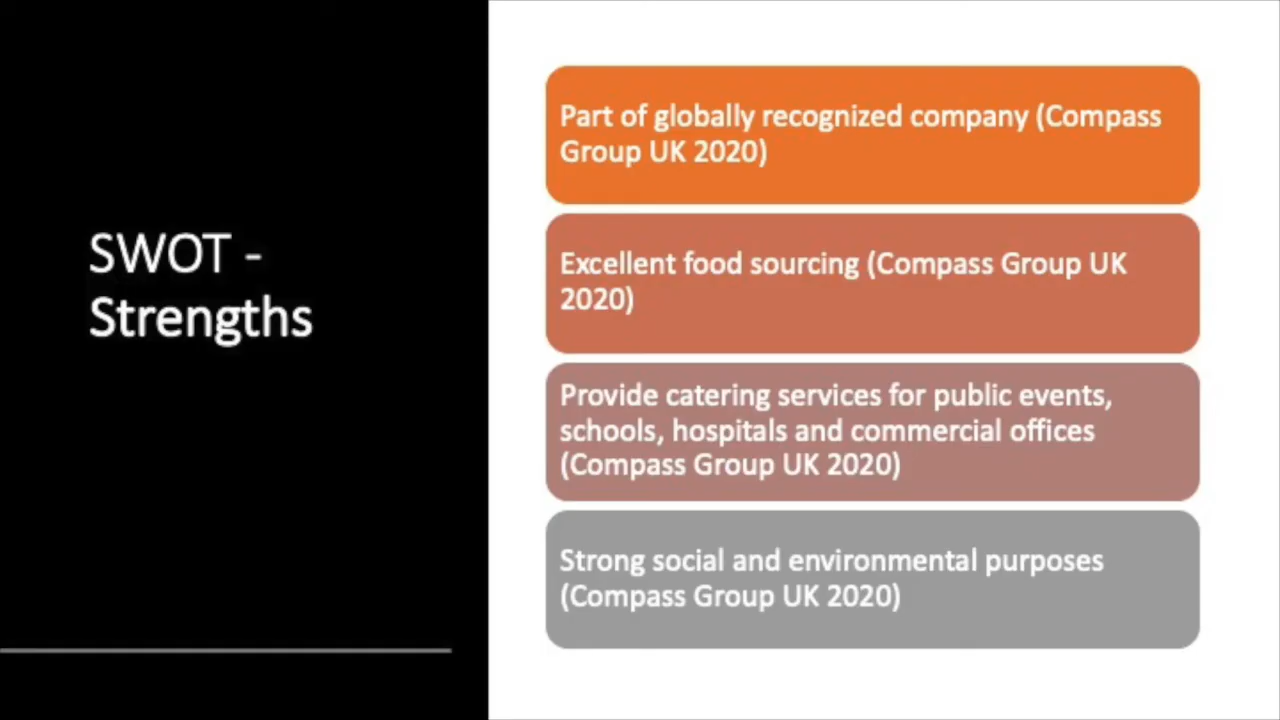 SWOT -
Strengths
Part of globally recognized company (Compass
Group UK 2020)
Excellent food sourcing (Compass Group UK
2020)
Provide catering services for public events,
schools, hospitals and commercial offices
(Compass Group UK 2020)
Strong social and environmental purposes
(Compass Group UK 2020)